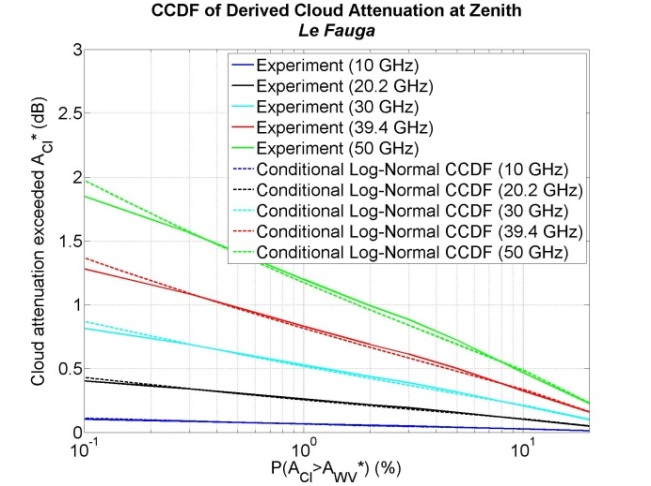 CCDF of Derived Cloud Attenuation at Zenith
Le Fauga
Cloud attenuation exceeded A_Cl* (dB)
3
2.5
2
1.5
1
0.5
0
Experiment (10 GHz)
Experiment (20.2 GHz)
Experiment (30 GHz)
Experiment (39.4 GHz)
Experiment (50 GHz)
Conditional Log-Normal CCDF (10 GHz)
Conditional Log-Normal CCDF (20.2 GHz)
Conditional Log-Normal CCDF (30 GHz)
Conditional Log-Normal CCDF (39.4 GHz)
Conditional Log-Normal CCDF (50 GHz)
10^-1 10^0 10^1
P(A_Cl>A_WV*) (%)